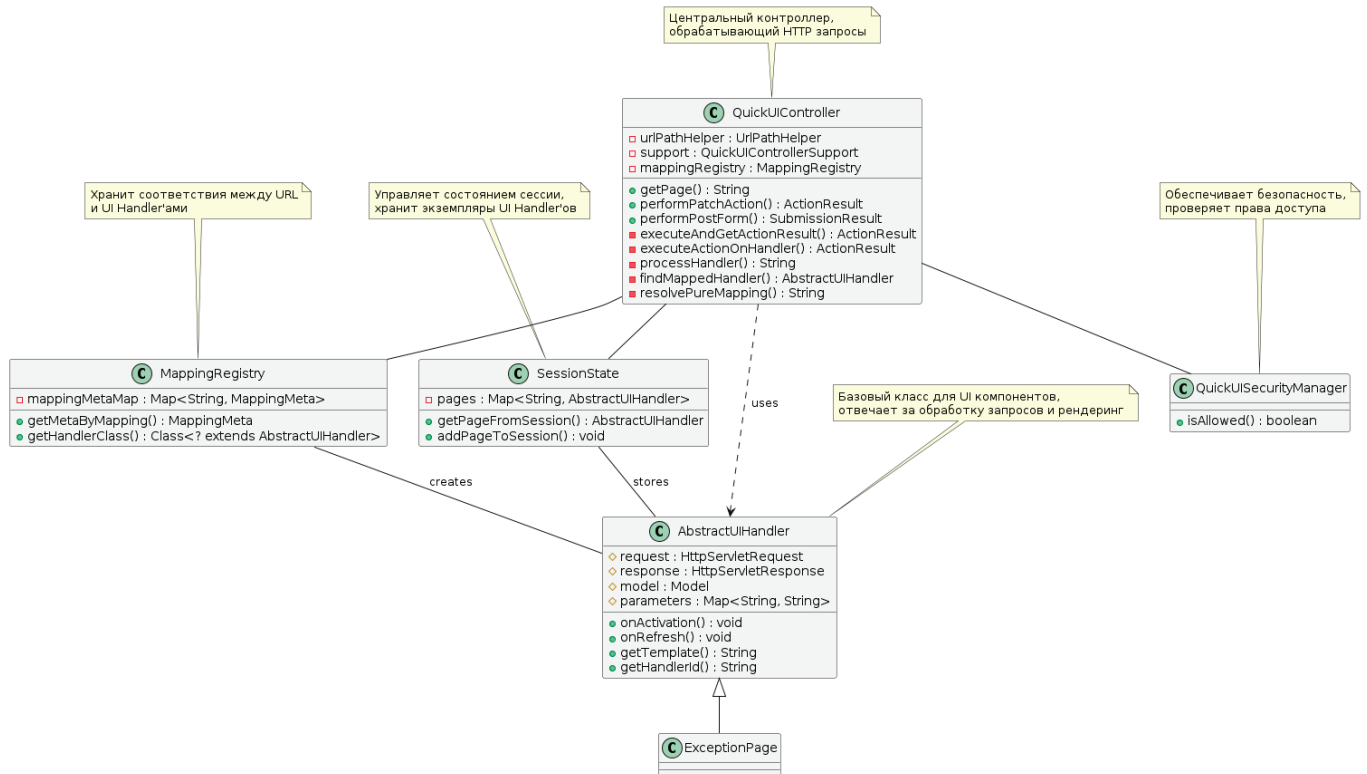 Центральный контроллер,
обрабатывающий HTTP запросы
C QuickUIController
urlPathHelper : UrlPathHelper
support : QuickUIControllerSupport
mappingRegistry : MappingRegistry
getPage() : String
performPatchAction() : ActionResult
performPostForm() : SubmissionResult
executeAndGetActionResult() : ActionResult
executeActionOnHandler() : ActionResult
processHandler() : String
findMappedHandler() : AbstractUIHandler
resolvePureMapping() : String
Хранит соответствия между URL
и UI Handler'ами
Управляет состоянием сессии,
хранит экземпляры UI Handler'ов
Обеспечивает безопасность,
проверяет права доступа
C MappingRegistry
mappingMetaMap : Map<String, MappingMeta>
getMetaByMapping() : MappingMeta
getHandlerClass() : Class<? extends AbstractUIHandler>
C SessionState
pages : Map<String, AbstractUIHandler>
getPageFromSession() : AbstractUIHandler
addPageToSession() : void
uses
Базовый класс для UI компонентов,
отвечает за обработку запросов и рендеринг
C QuickUISecurityManager
isAllowed() : boolean
creates
stores
C AbstractUIHandler
request : HttpServletRequest
response : HttpServletResponse
model : Model
parameters : Map<String, String>
onActivation() : void
onRefresh() : void
getTemplate() : String
getHandlerId() : String
C ExceptionPage